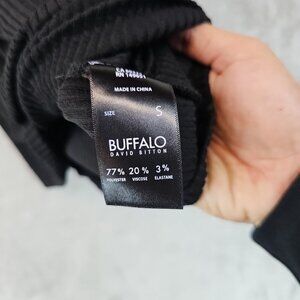 MADE IN CHINA
SIZE S
BUFFALO
DAVID BITTON
77% 20% 3%
POLYESTER VISCOSE ELASTANE